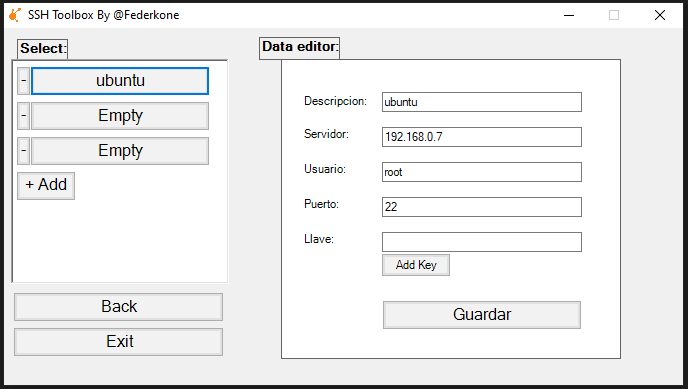 SSH Toolbox By @Federkone
Select:
- ubuntu
- Empty
- Empty
+ Add
Back
Exit
Data editor:
Descripcion: ubuntu
Servidor: 192.168.0.7
Usuario: root
Puerto: 22
Llave:
Add Key
Guardar